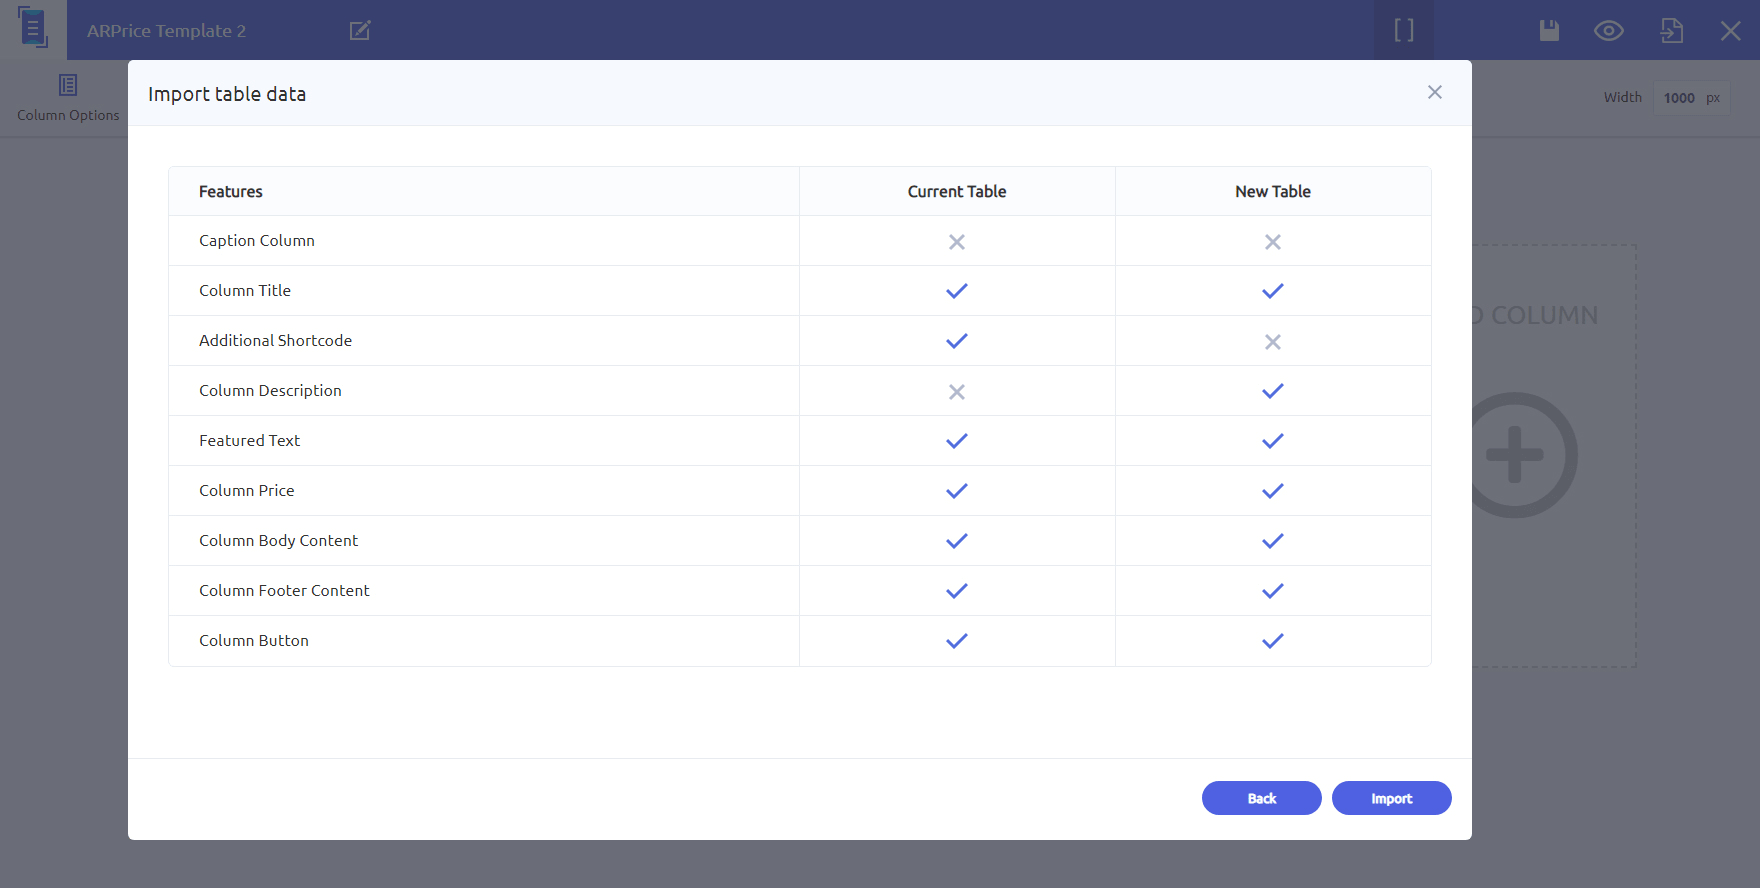 ARPrice Template 2
[ ]
Column Options
Width 1000 px
Import table data
Features Current Table New Table
Caption Column
Column Title
Additional Shortcode
Column Description
Featured Text
Column Price
Column Body Content
Column Footer Content
Column Button
COLUMN
Back Import